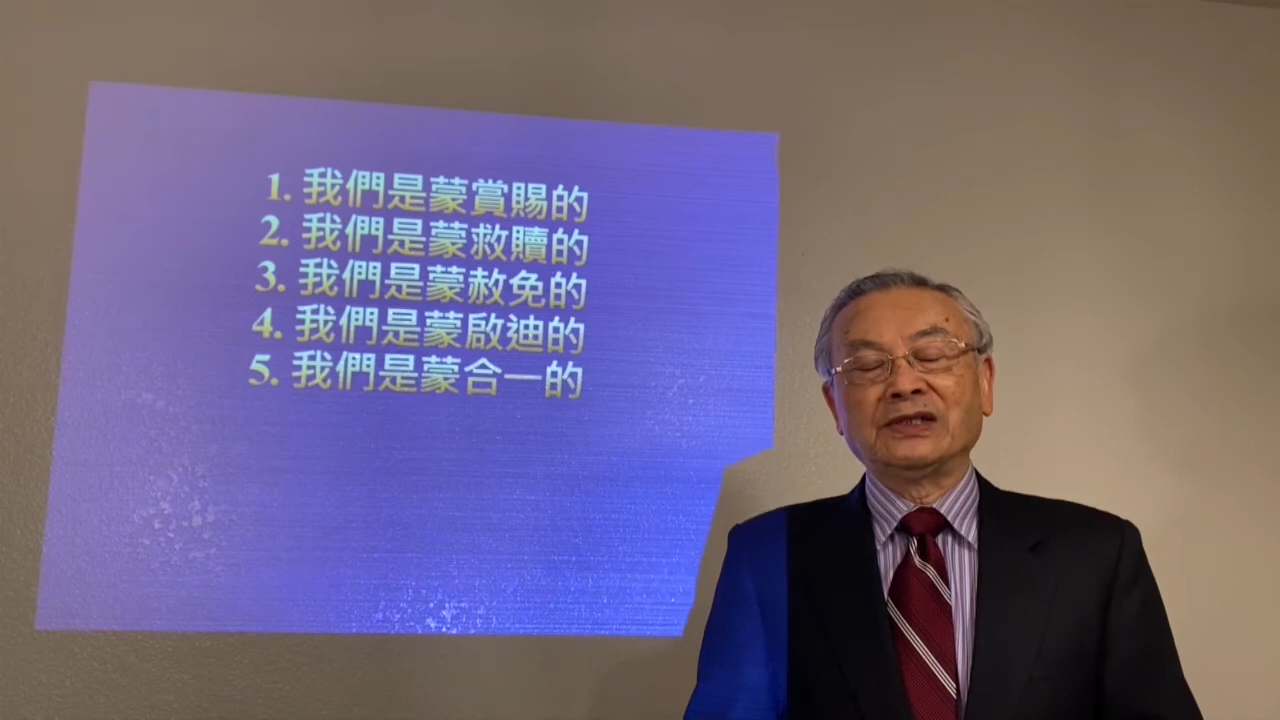 1. 我們是蒙賞賜的
2. 我們是蒙救贖的
3. 我們是蒙赦免的
4. 我們是蒙啟迪的
5. 我們是蒙合一的